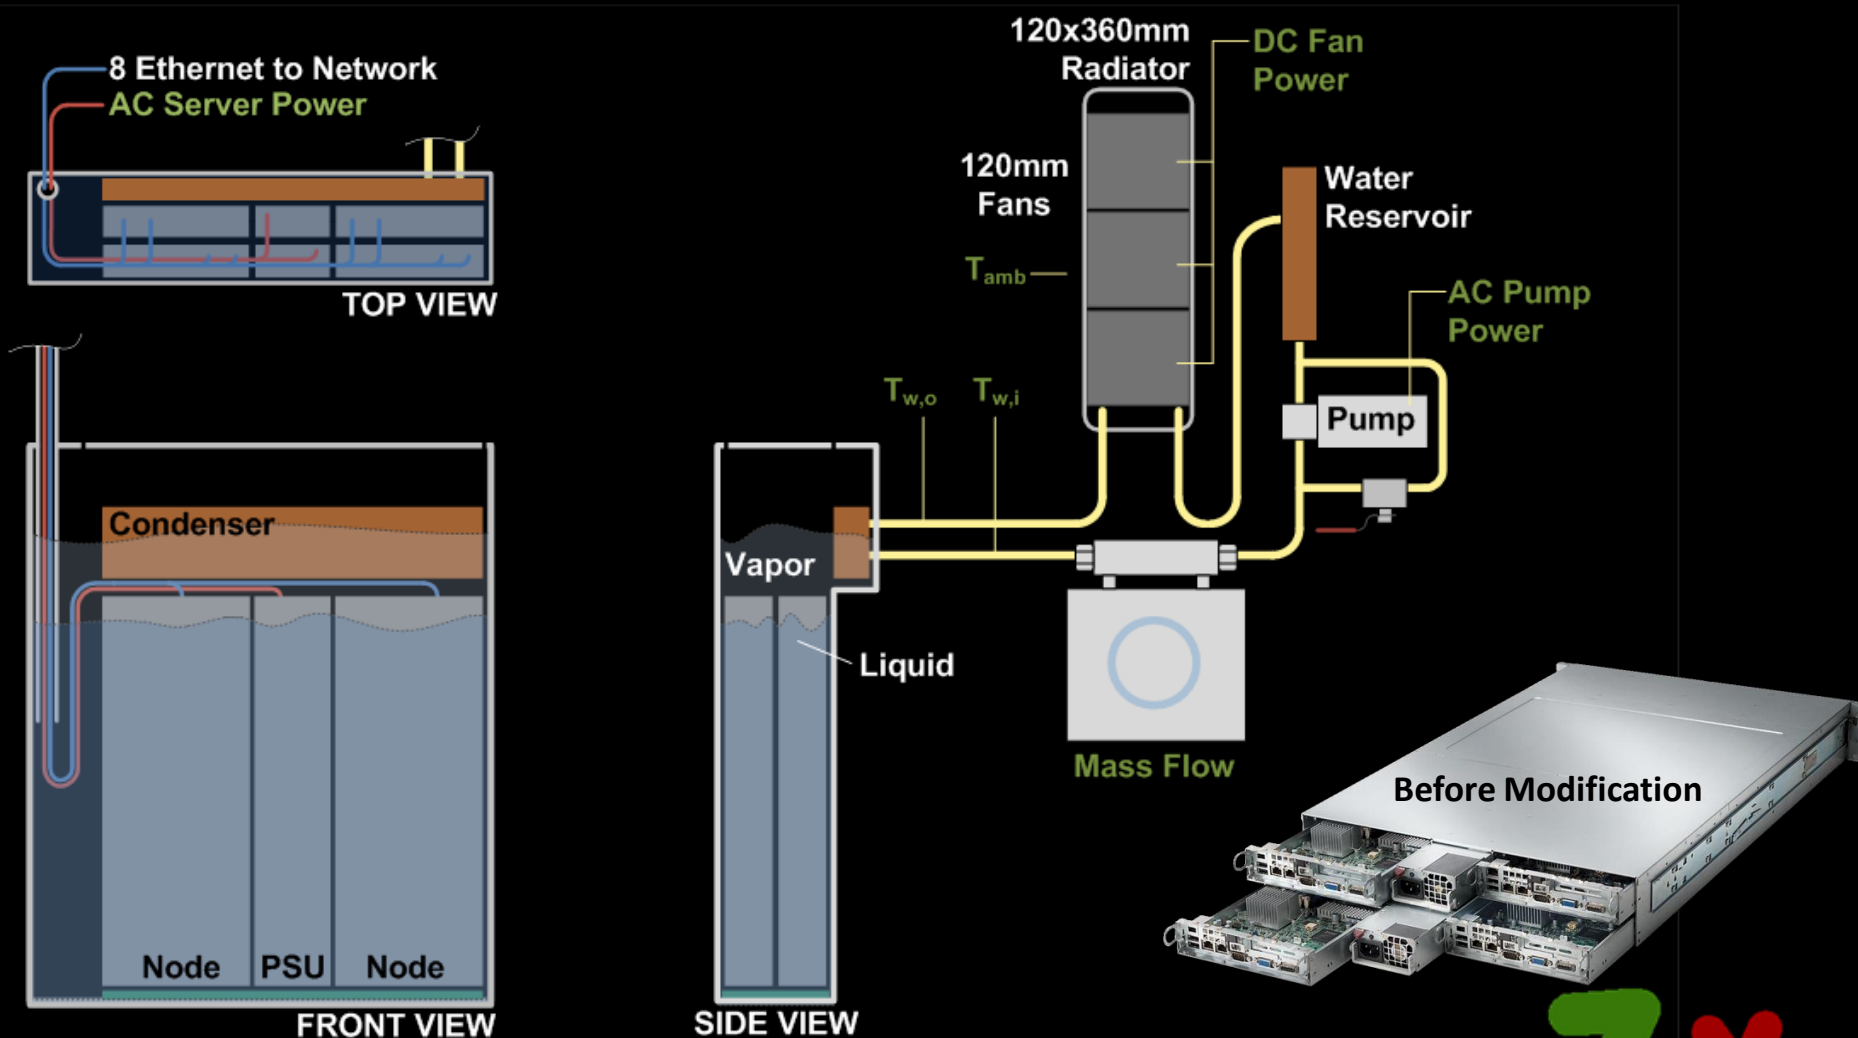 8 Ethernet to Network
AC Server Power
TOP VIEW
120x360mm
Radiator
DC Fan
Power
120mm
Fans
Tamb
Water
Reservoir
AC Pump
Power
Tw,o
Tw,i
Pump
Condenser
Vapor
Liquid
Mass Flow
Before Modification
Node
PSU
Node
FRONT VIEW
SIDE VIEW